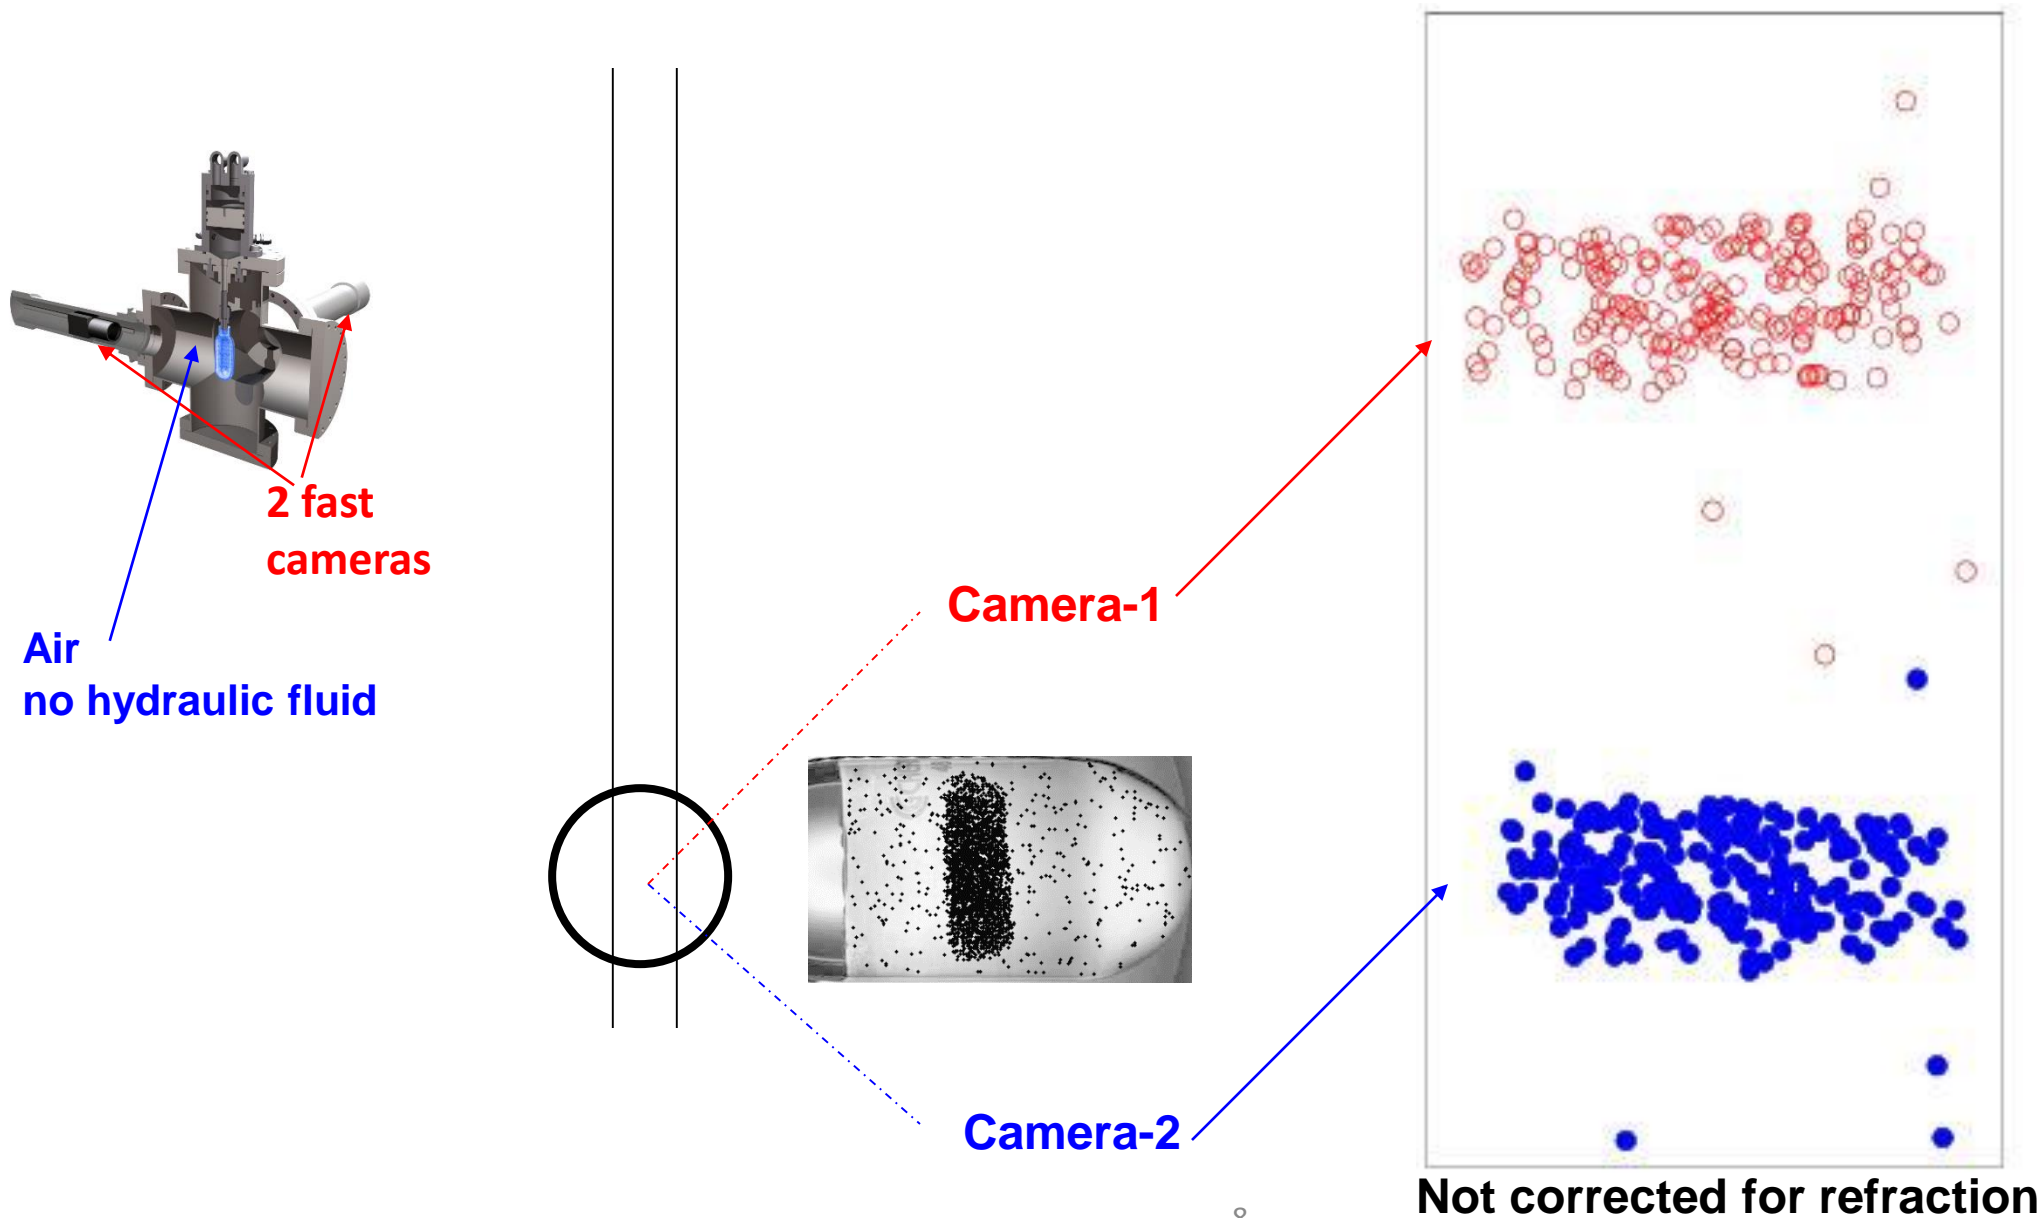 2 fast
cameras
Air
no hydraulic fluid
Camera-1
Camera-2
Not corrected for refraction